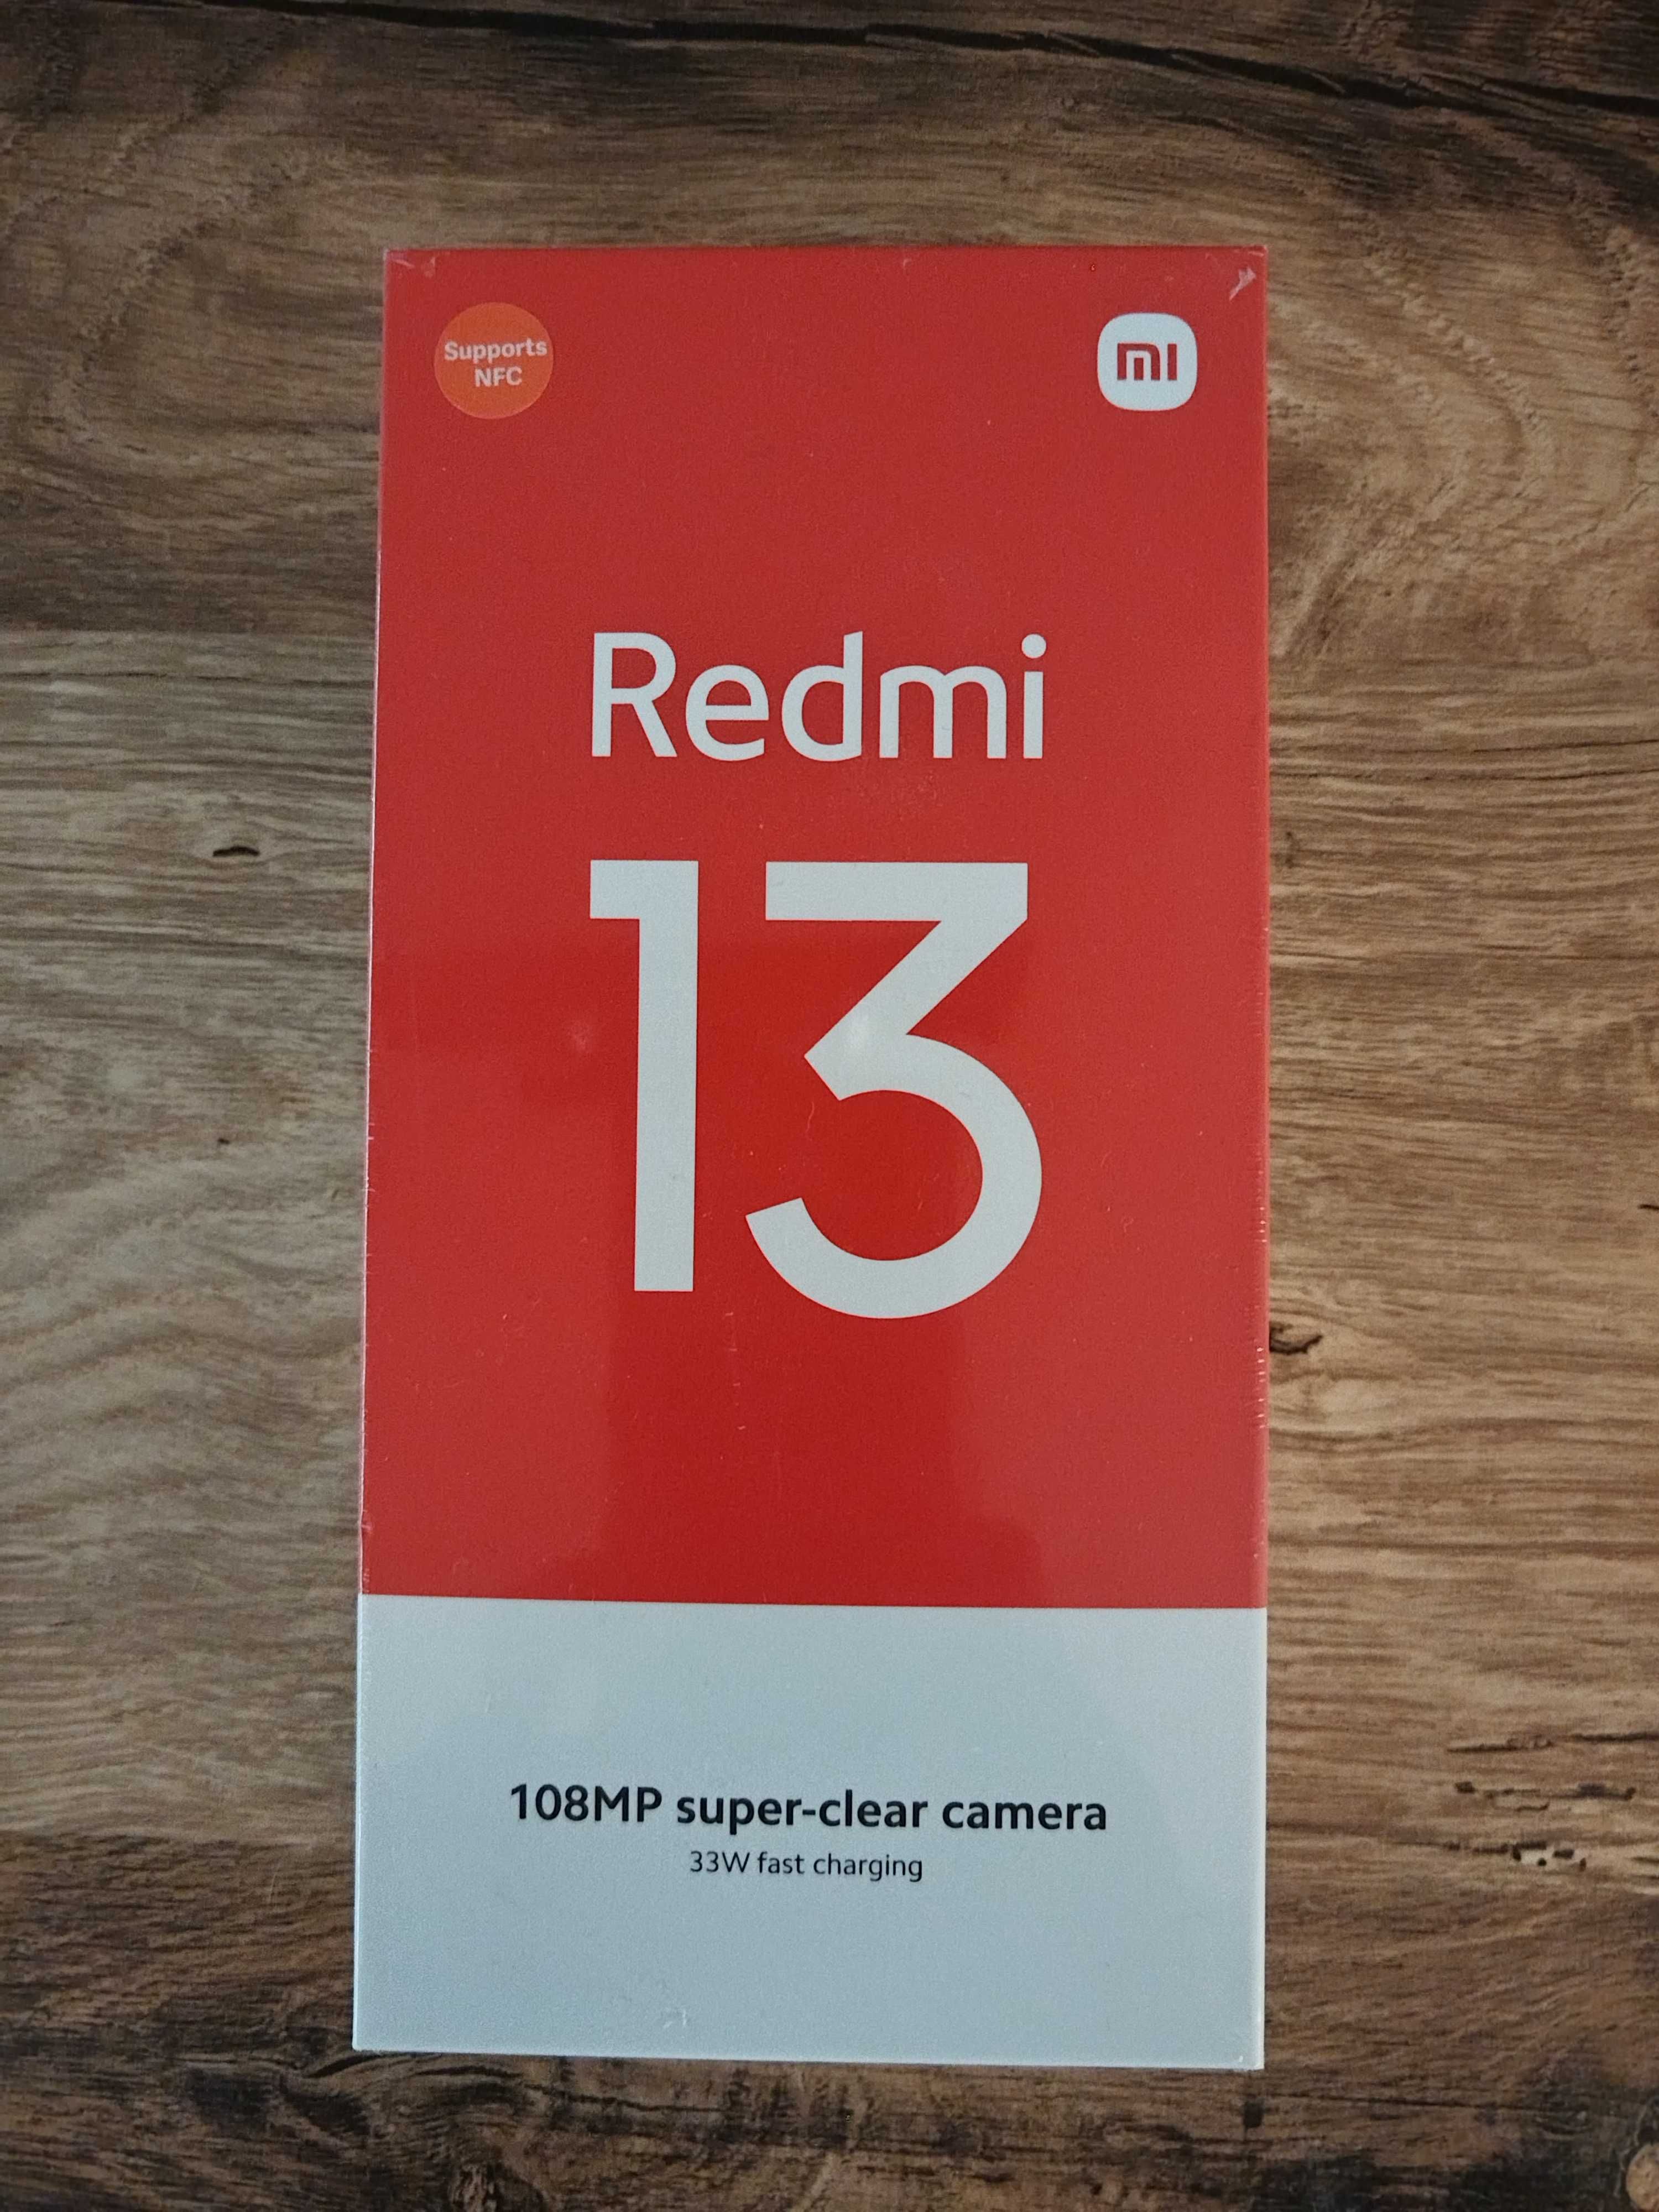 Supports
NFC
mi
Redmi
13
108MP super-clear camera
33W fast charging